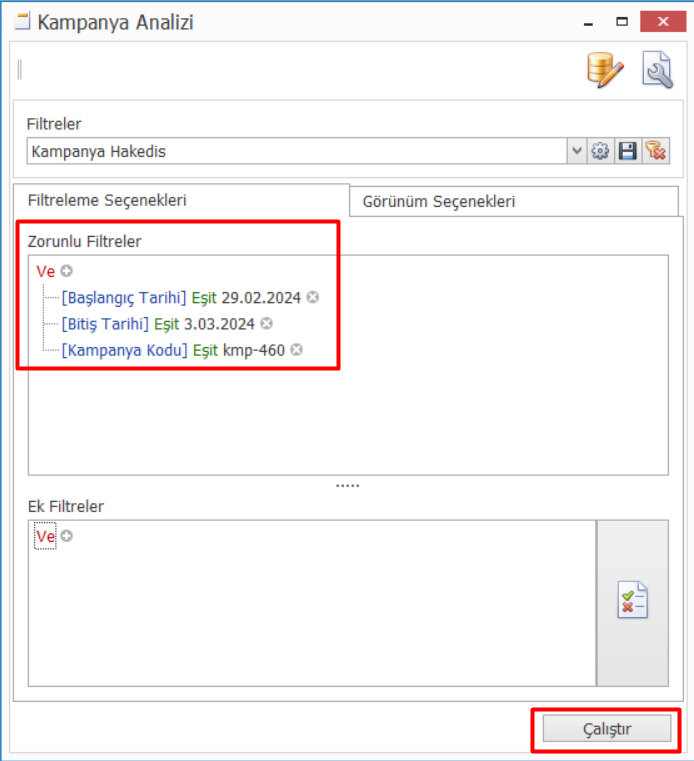 Kampanya Analizi
Filtreler
Kampanya Hakedis
Filtreleme Seçenekleri
Görünüm Seçenekleri
Zorunlu Filtreler
Ve
[Başlangıç Tarihi] Eşit 29.02.2024
[Bitiş Tarihi] Eşit 3.03.2024
[Kampanya Kodu] Eşit kmp-460
Ek Filtreler
Ve
Çalıştır